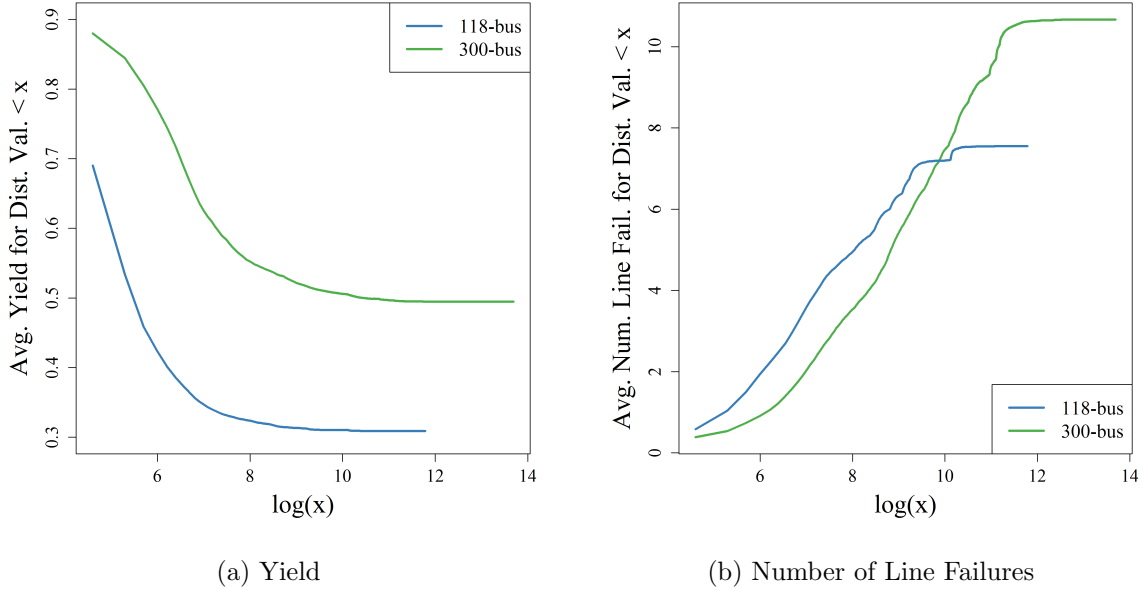 Avg. Yield for Dist. Val. < x
0.9
0.8
0.7
0.6
0.5
0.4
0.3
118-bus
300-bus
6 8 10 12 14
log(x)
(a) Yield
Avg. Num. Line Fail. for Dist. Val. < x
10
8
6
4
2
0
118-bus
300-bus
6 8 10 12 14
log(x)
(b) Number of Line Failures